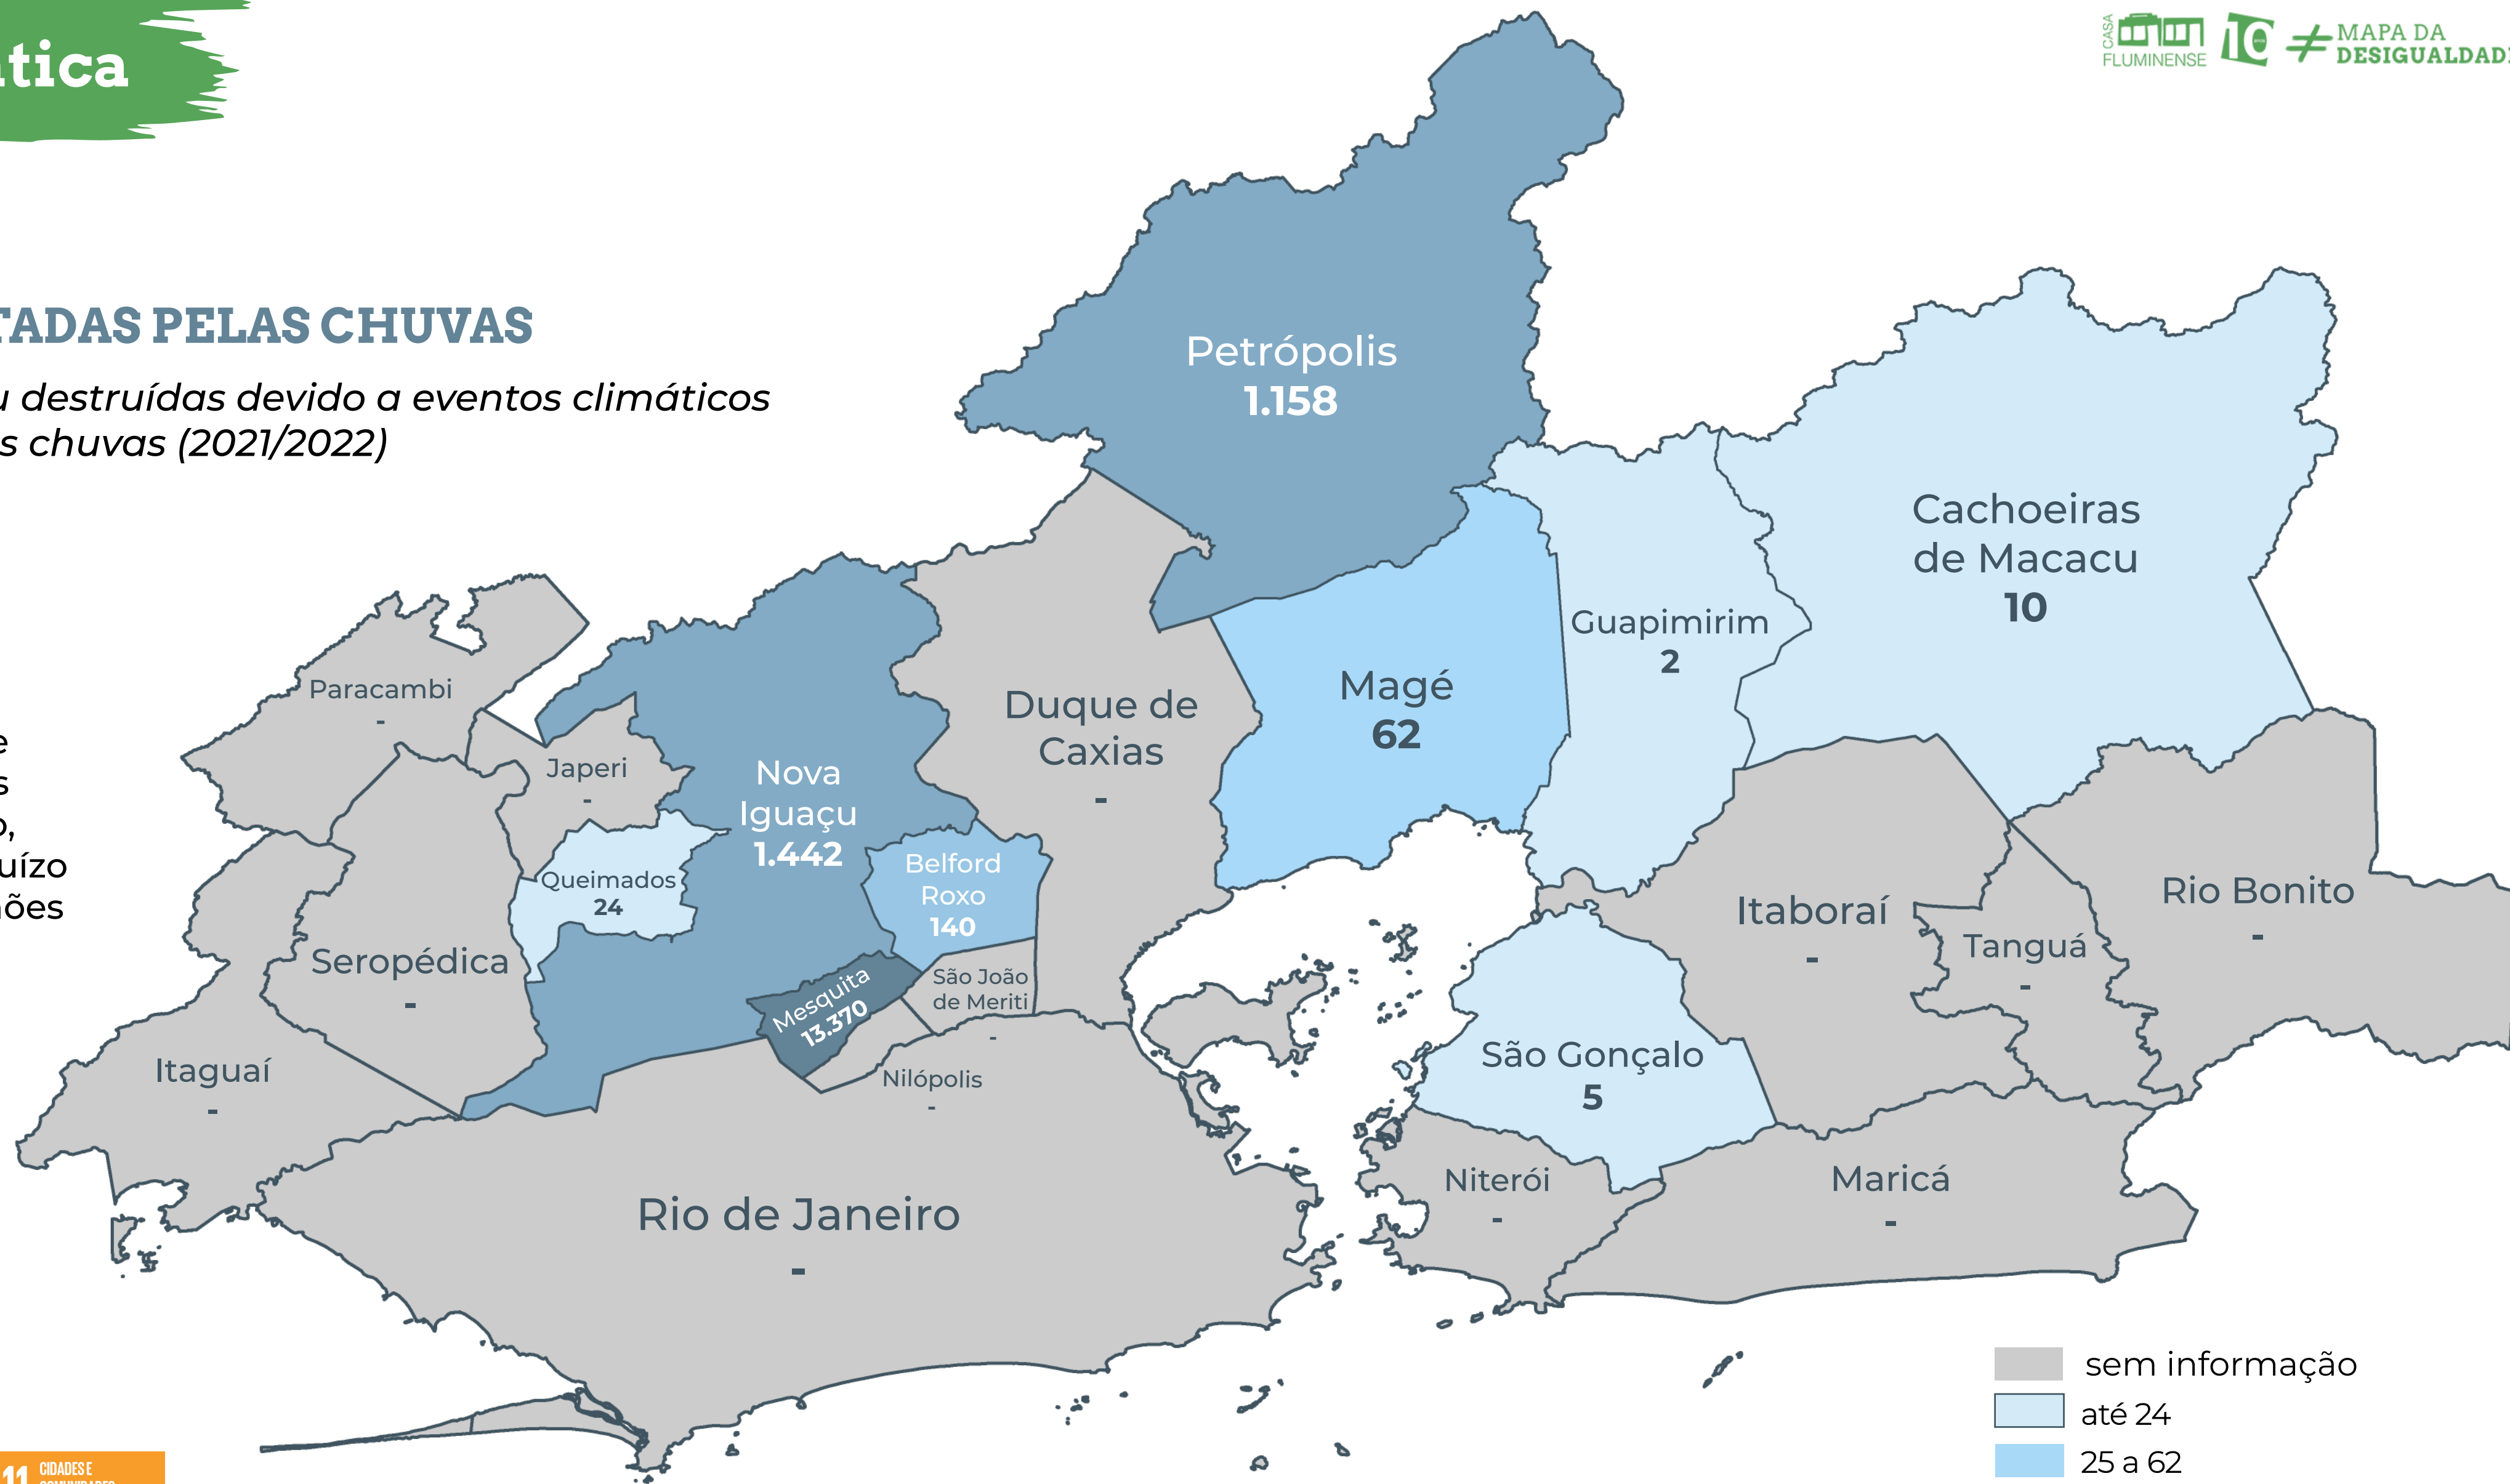 tica
CASA
FLUMINENSE
10
≠ MAPA DA
DESIGUALDADE
TADAS PELAS CHUVAS
u destruídas devido a eventos climáticos
s chuvas (2021/2022)
e
s
o,
uízo
ões
Petrópolis
1.158
Cachoeiras
de Macacu
10
Guapimirim
2
Magé
62
Duque de
Caxias
-
Paracambi
-
Japeri
-
Nova
Iguaçu
1.442
Queimados
24
Belford
Roxo
140
Seropédica
-
Mesquita
13.370
São João
de Meriti
-
Nilópolis
-
Itaguaí
-
Rio de Janeiro
-
Itaboraí
-
Tanguá
-
Rio Bonito
-
São Gonçalo
5
Niterói
-
Maricá
-
sem informação
até 24
25 a 62
11 CIDADES E
COMUNIDADES